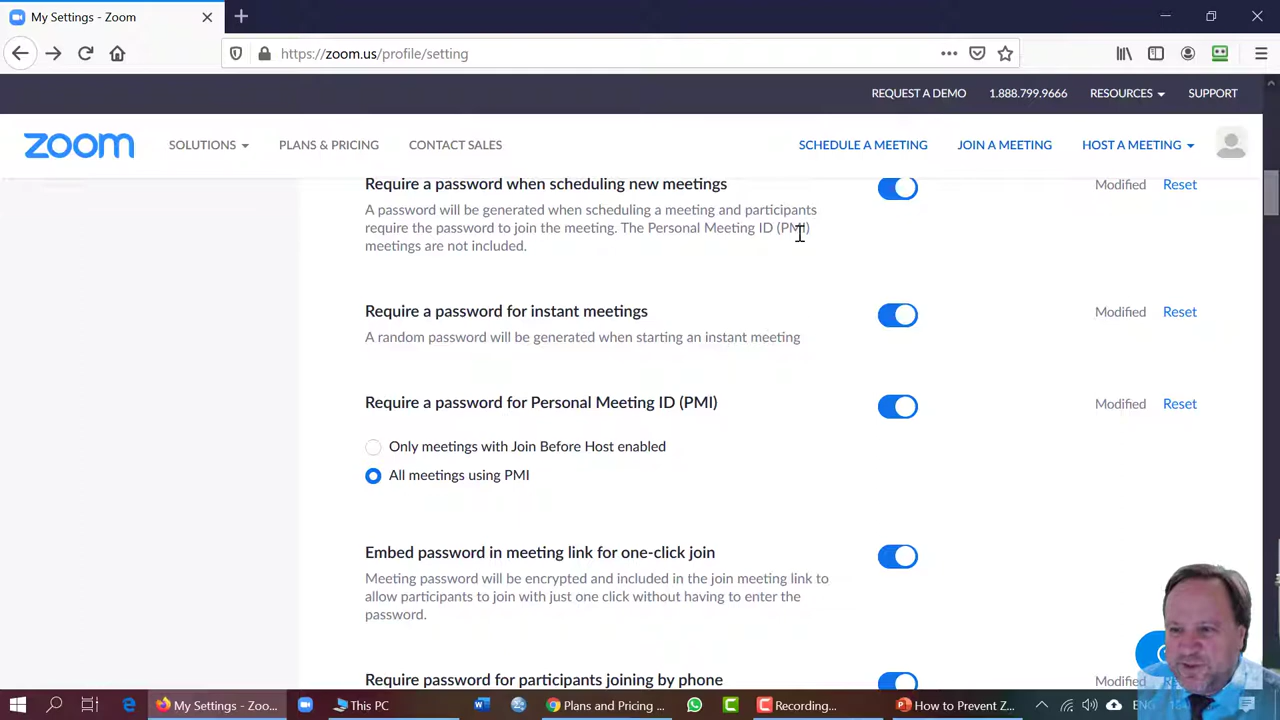 My Settings - Zoom
https://zoom.us/profile/setting
REQUEST A DEMO 1.888.799.9666 RESOURCES SUPPORT
zoom SOLUTIONS PLANS & PRICING CONTACT SALES SCHEDULE A MEETING JOIN A MEETING HOST A MEETING
Require a password when scheduling new meetings Modified Reset
A password will be generated when scheduling a meeting and participants
require the password to join the meeting. The Personal Meeting ID (PMI)
meetings are not included.
Require a password for instant meetings Modified Reset
A random password will be generated when starting an instant meeting
Require a password for Personal Meeting ID (PMI) Modified Reset
Only meetings with Join Before Host enabled
All meetings using PMI
Embed password in meeting link for one-click join
Meeting password will be encrypted and included in the join meeting link to
allow participants to join with just one click without having to enter the
password.
Require password for participants joining by phone Modified
My Settings - Zoo... This PC Plans and Pricing ... Recording... How to Prevent Z... ENG